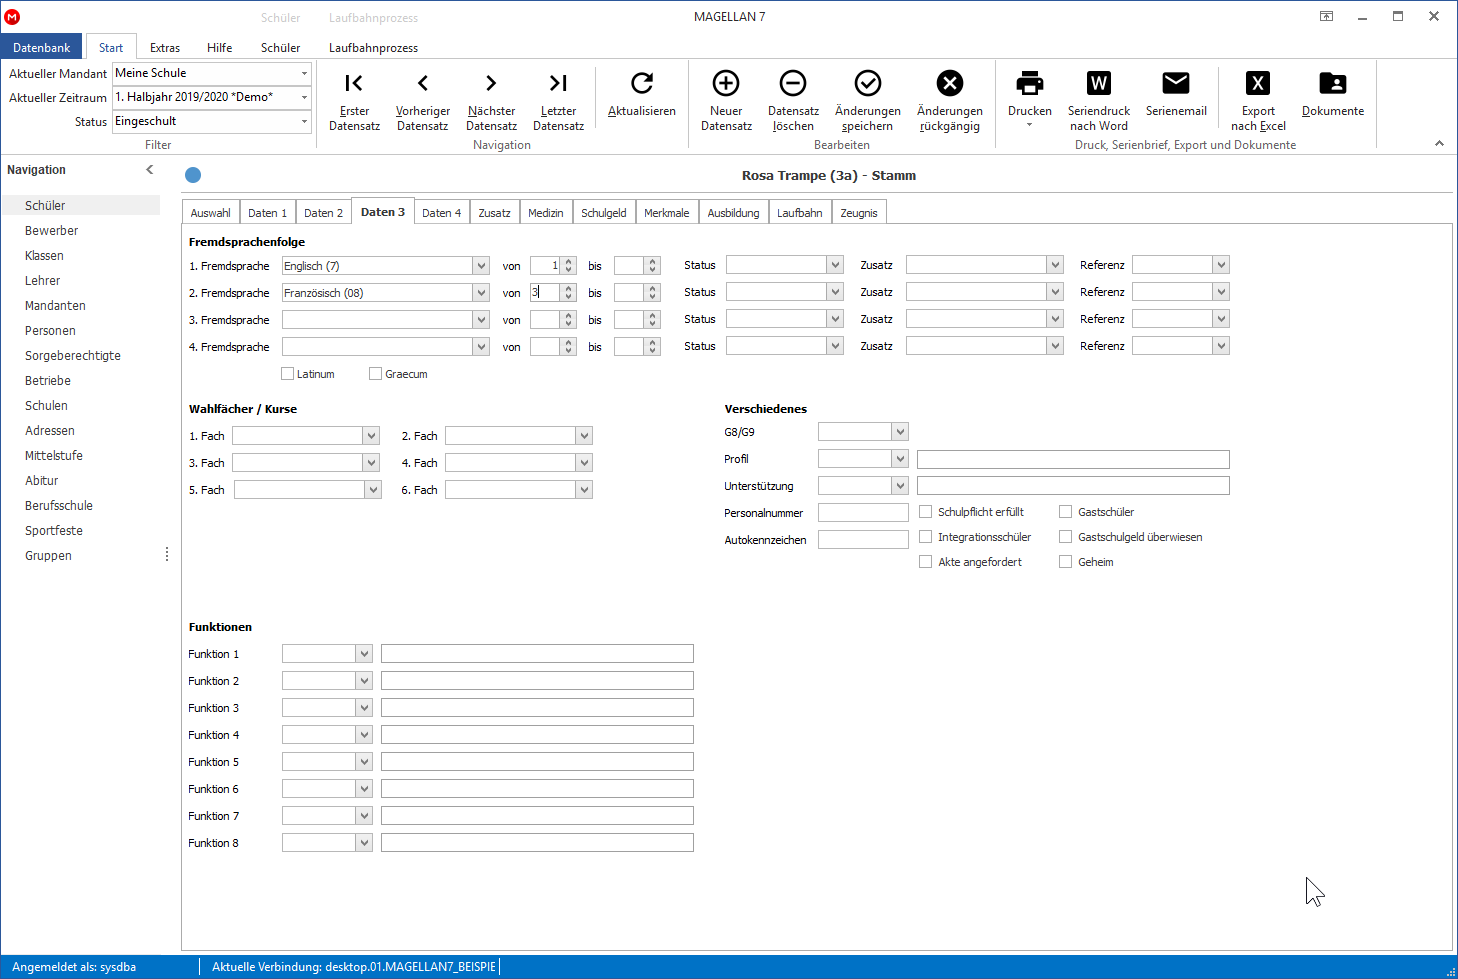 MAGELLAN 7
Schüler Laufbahnprozess
Datenbank Start Extras Hilfe Schüler Laufbahnprozess
Aktueller Mandant Meine Schule
Aktueller Zeitraum 1. Halbjahr 2019/2020 *Demo*
Status Eingeschult
Filter
Erster Datensatz
Vorheriger Datensatz
Nächster Datensatz
Letzter Datensatz
Aktualisieren
Navigation
Neuer Datensatz
Datensatz löschen
Änderungen speichern
Änderungen rückgängig
Bearbeiten
Drucken
W
Seriendruck nach Word
Serienemail
X
Export nach Excel
Dokumente
Druck, Serienbrief, Export und Dokumente
Navigation
Schüler
Bewerber
Klassen
Lehrer
Mandanten
Personen
Sorgeberechtigte
Betriebe
Schulen
Adressen
Mittelstufe
Abitur
Berufsschule
Sportfeste
Gruppen
Rosa Trampe (3a) - Stamm
Auswahl Daten 1 Daten 2 Daten 3 Daten 4 Zusatz Medizin Schulgeld Merkmale Ausbildung Laufbahn Zeugnis
Fremdsprachenfolge
1. Fremdsprache Englisch (7) von 1 bis Status Zusatz Referenz
2. Fremdsprache Französisch (08) von 3 bis Status Zusatz Referenz
3. Fremdsprache von bis Status Zusatz Referenz
4. Fremdsprache von bis Status Zusatz Referenz
Latinum Graecum
Wahlfächer / Kurse
1. Fach 2. Fach
3. Fach 4. Fach
5. Fach 6. Fach
Verschiedenes
G8/G9
Profil
Unterstützung
Personalnummer Schulpflicht erfüllt Gastschüler
Integrationsschüler Gastschulgeld überwiesen
Autokennzeichen
Akte angefordert Geheim
Funktionen
Funktion 1
Funktion 2
Funktion 3
Funktion 4
Funktion 5
Funktion 6
Funktion 7
Funktion 8
Angemeldet als: sysdba Aktuelle Verbindung: desktop.01.MAGELLAN7_BEISPIE